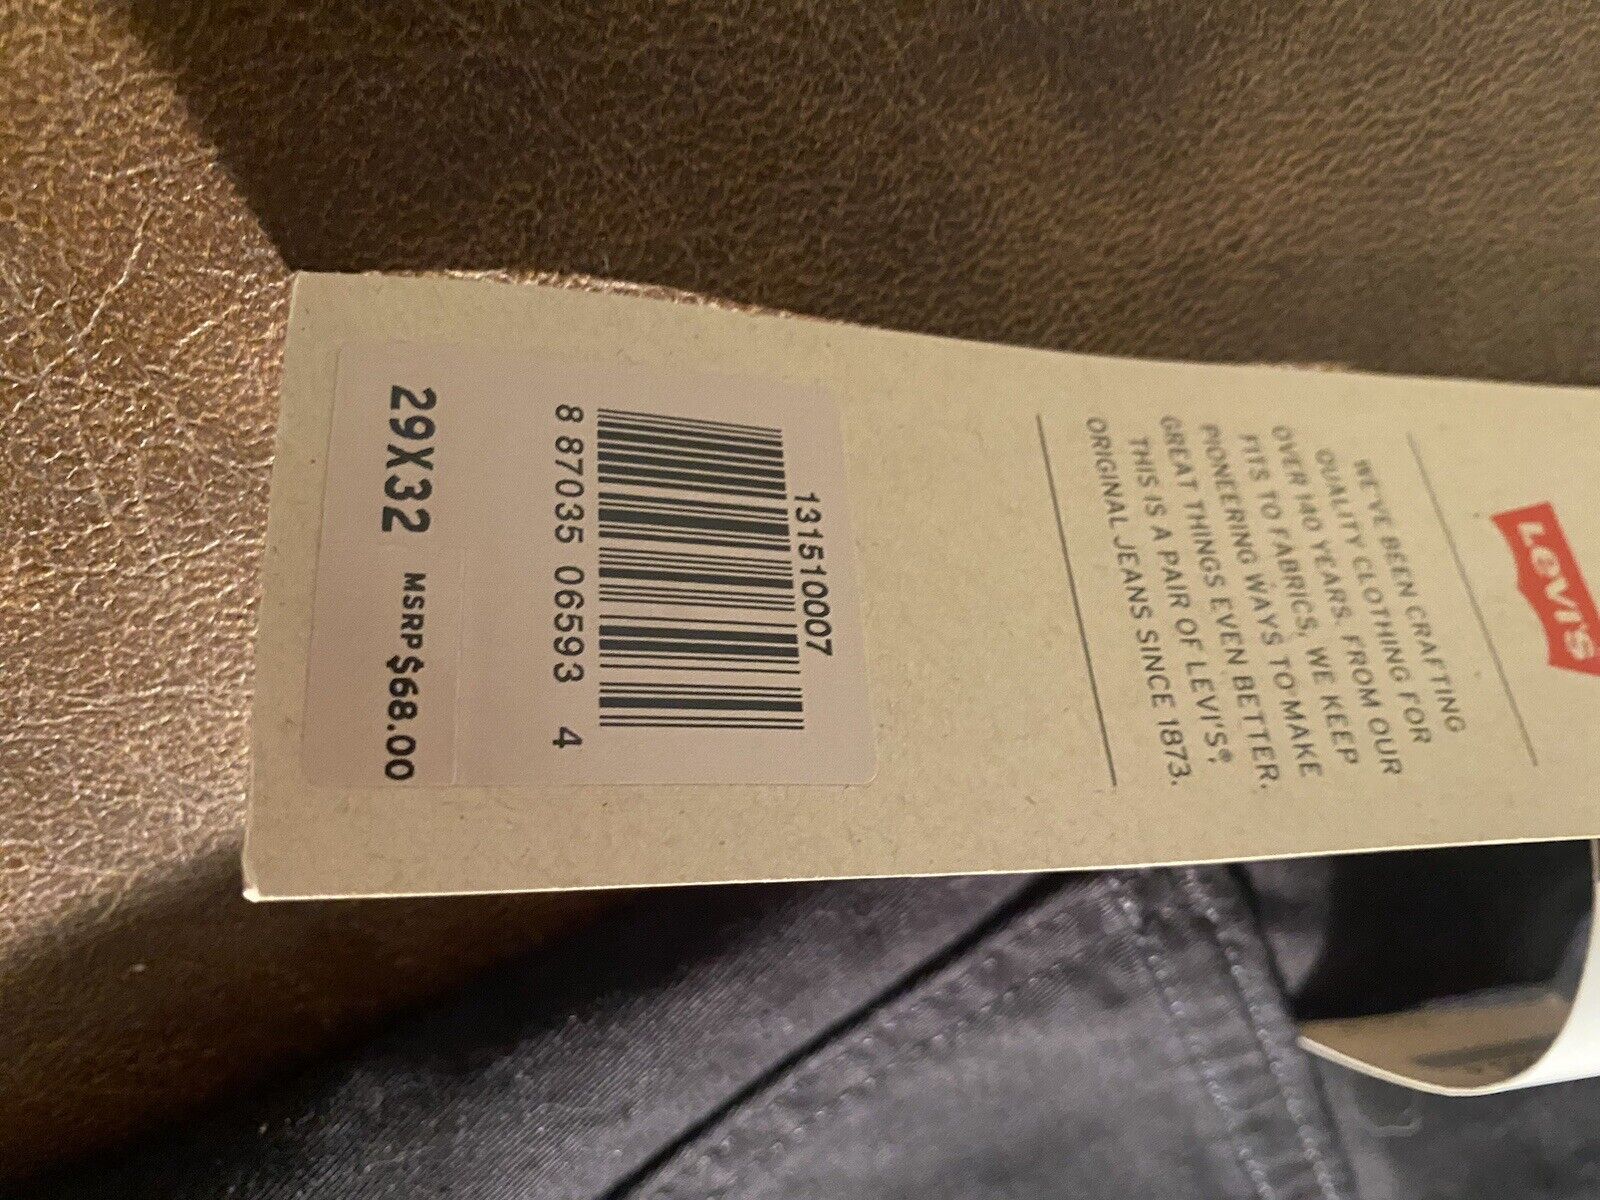 Levi's
WE'VE BEEN CRAFTING
QUALITY CLOTHING FOR
OVER 140 YEARS. FROM OUR
FITS TO FABRICS, WE KEEP
PIONEERING WAYS TO MAKE
GREAT THINGS EVEN BETTER.
THIS IS A PAIR OF LEVI'S®,
ORIGINAL JEANS SINCE 1873.
131510007
8 87035 06593 4
29X32 MSRP$68.00